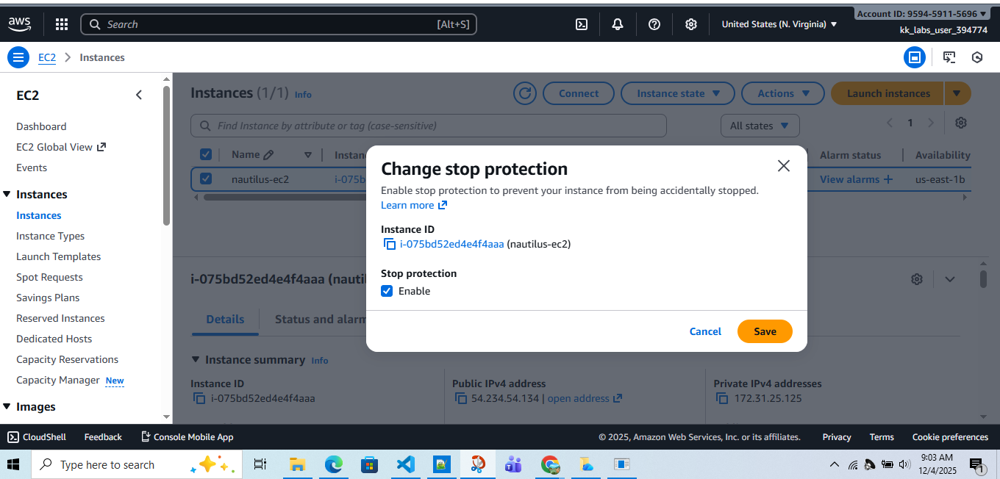 aws
Search
[Alt+S]
United States (N. Virginia)
Account ID: 9594-5911-5696
kk_labs_user_394774
EC2
Instances
EC2
Dashboard
EC2 Global View
Events
Instances
Instances
Instance Types
Launch Templates
Spot Requests
Savings Plans
Reserved Instances
Dedicated Hosts
Capacity Reservations
Capacity Manager New
Images
Instances (1/1) Info
Connect
Instance state
Actions
Launch instances
Find Instance by attribute or tag (case-sensitive)
All states
1
Name
Alarm status
Availability
nautilus-ec2
i-075b
View alarms +
us-east-1b
Change stop protection
Enable stop protection to prevent your instance from being accidentally stopped.
Learn more
Instance ID
i-075bd52ed4e4f4aaa (nautilus-ec2)
Stop protection
Enable
Cancel
Save
i-075bd52ed4e4f4aaa
Details
Status and alarm
Instance summary Info
Instance ID
i-075bd52ed4e4f4aaa
Public IPv4 address
54.234.54.134 | open address
Private IPv4 addresses
172.31.25.125
CloudShell
Feedback
Console Mobile App
© 2025, Amazon Web Services, Inc. or its affiliates.
Privacy
Terms
Cookie preferences
Type here to search
9:03 AM
12/4/2025
1